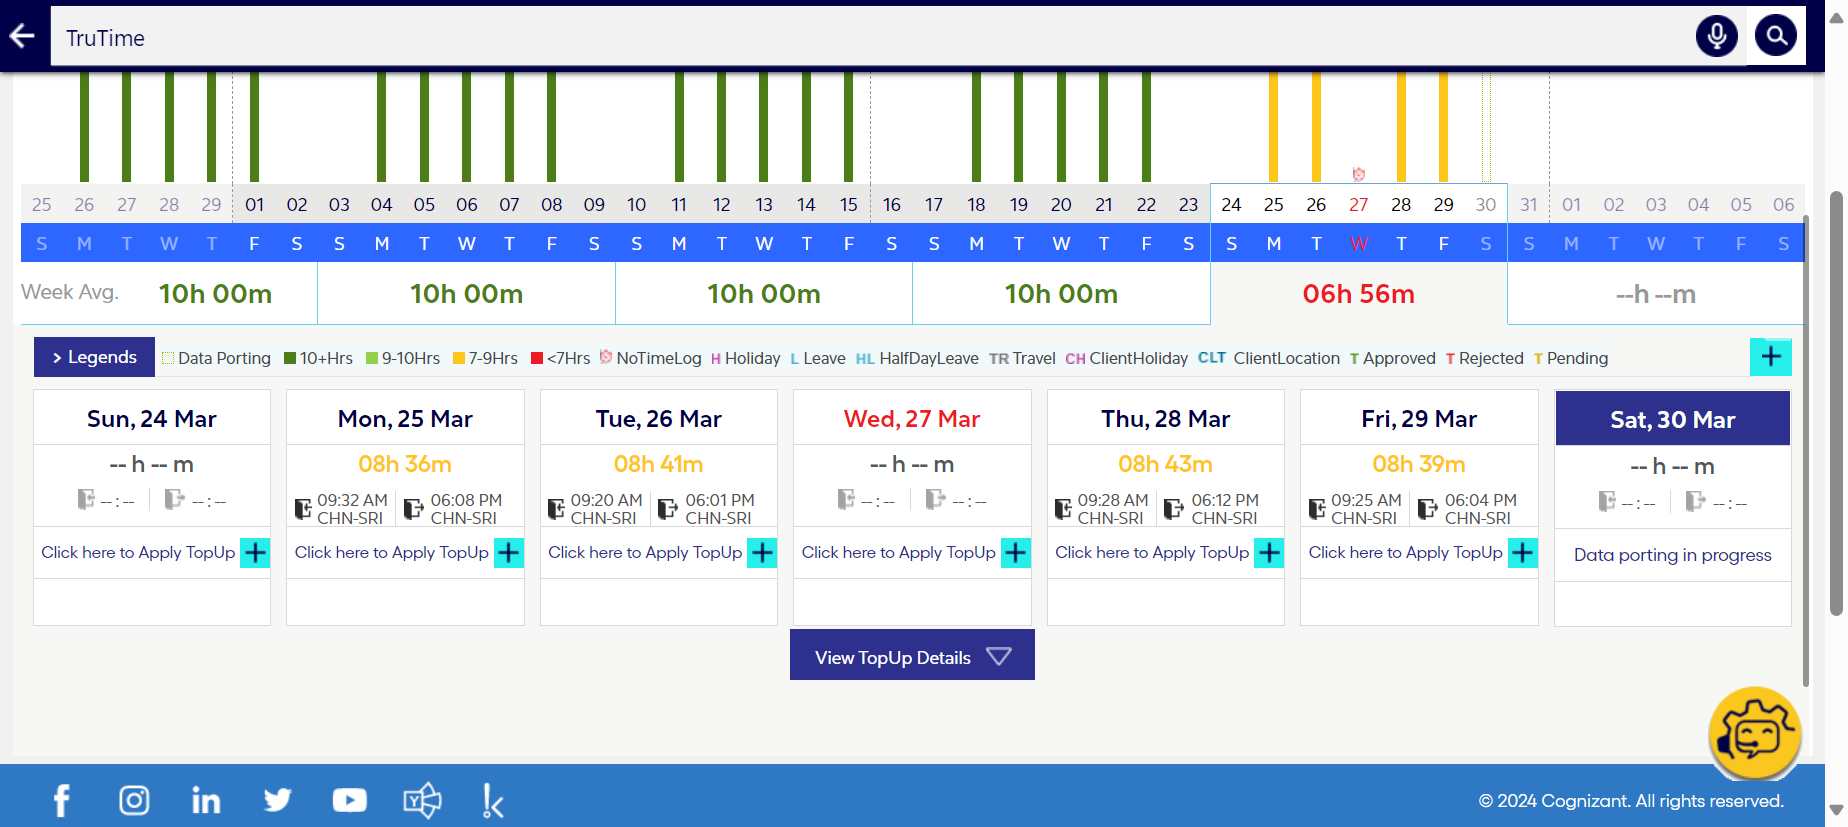 TruTime
25 26 27 28 29 01 02 03 04 05 06 07 08 09 10 11 12 13 14 15 16 17 18 19 20 21 22 23 24 25 26 27 28 29 30 31 01 02 03 04 05 06
S M T W T F S S M T W T F S S M T W T F S S M T W T F S S M T W T F S S M T W T F S
Week Avg. 10h 00m 10h 00m 10h 00m 10h 00m 06h 56m --h --m
> Legends Data Porting 10+Hrs 9-10Hrs 7-9Hrs <7Hrs NoTimeLog H Holiday L Leave HL HalfDayLeave TR Travel CH ClientHoliday CLT ClientLocation T Approved T Rejected T Pending +
Sun, 24 Mar Mon, 25 Mar Tue, 26 Mar Wed, 27 Mar Thu, 28 Mar Fri, 29 Mar Sat, 30 Mar
-- h -- m 08h 36m 08h 41m -- h -- m 08h 43m 08h 39m -- h -- m
-- : -- -- : -- 09:32 AM 06:08 PM 09:20 AM 06:01 PM -- : -- -- : -- 09:28 AM 06:12 PM 09:25 AM 06:04 PM -- : -- -- : --
CHN-SRI CHN-SRI CHN-SRI CHN-SRI CHN-SRI CHN-SRI CHN-SRI CHN-SRI
Click here to Apply TopUp + Click here to Apply TopUp + Click here to Apply TopUp + Click here to Apply TopUp + Click here to Apply TopUp + Click here to Apply TopUp + Data porting in progress
View TopUp Details
© 2024 Cognizant. All rights reserved.